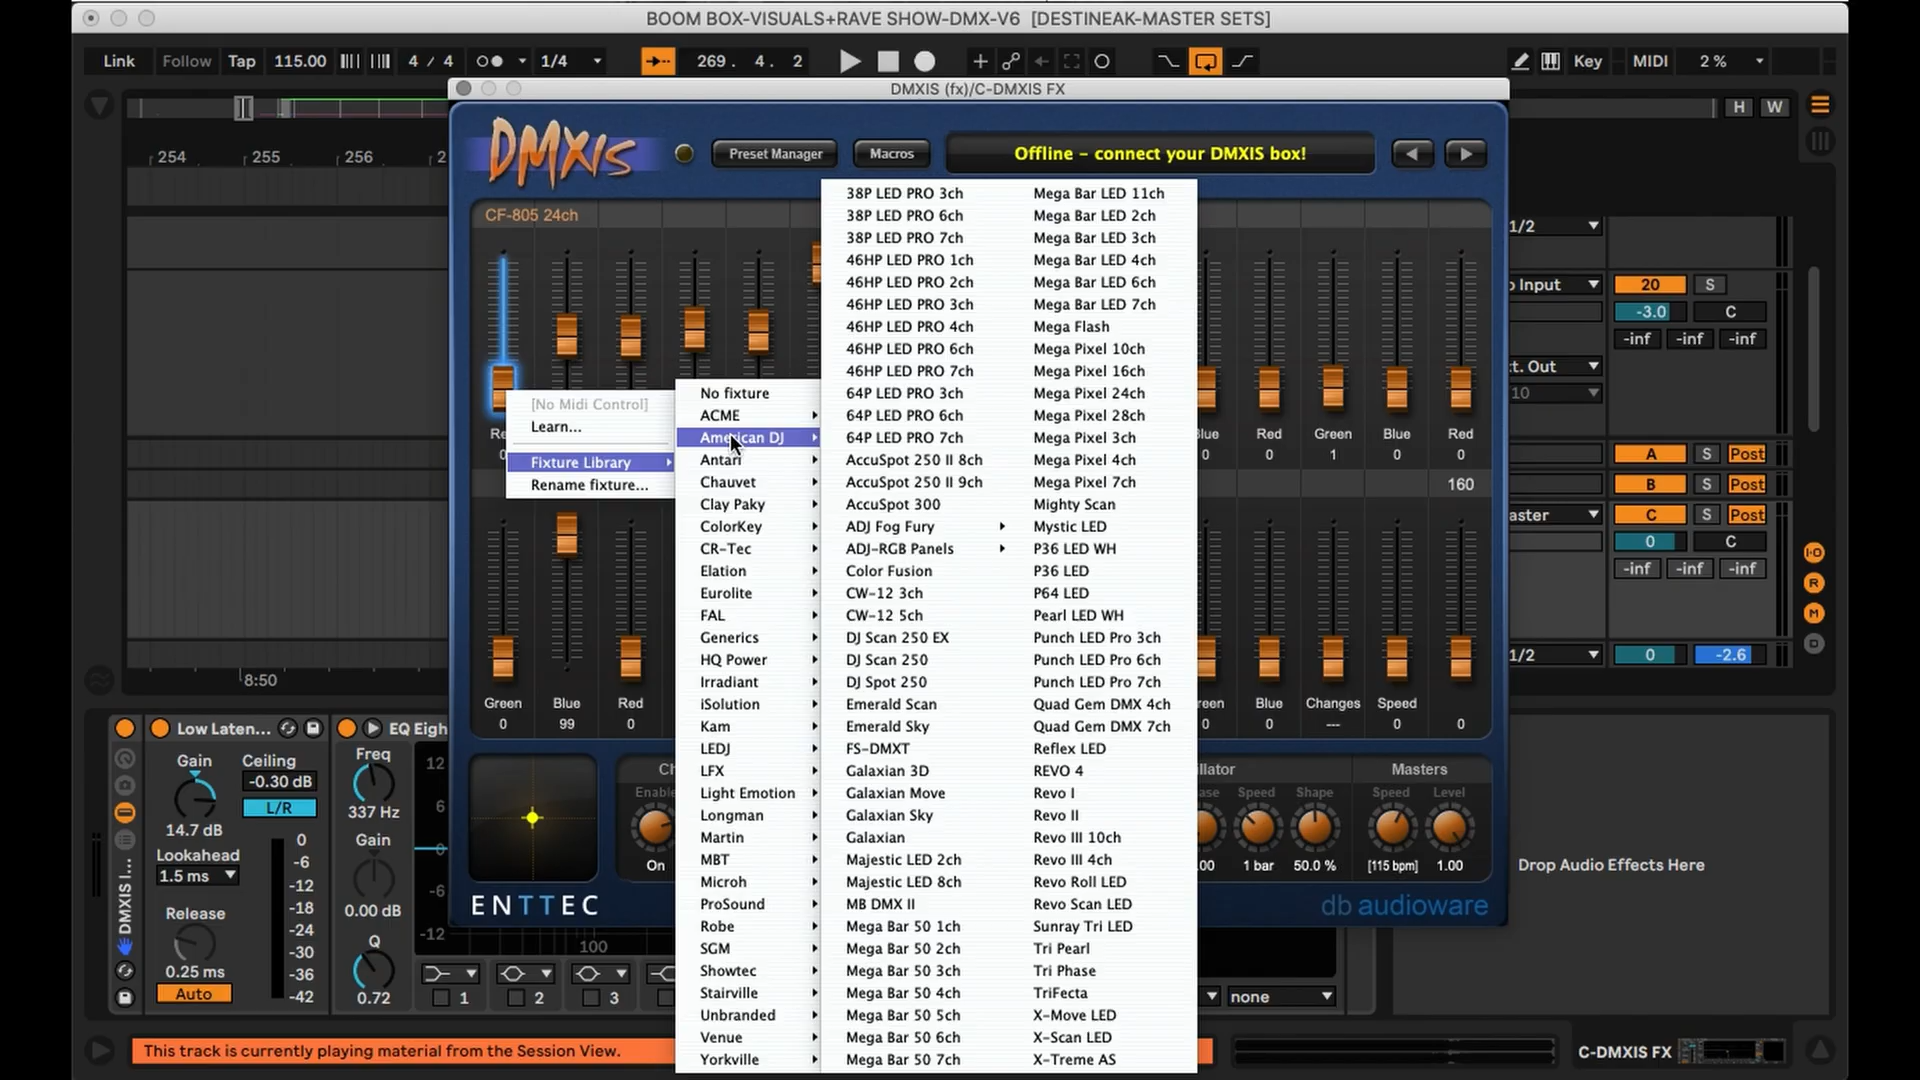 BOOM BOX-VISUALS+RAVE SHOW-DMX-V6 [DESTINEAK-MASTER SETS]
Link Follow Tap 115.00 4 / 4 1/4 269. 4. 2 Key MIDI 2 %
DMXIS (fx)/C-DMXIS FX
H W
254 255 256 2
DMXIS
Preset Manager
Macros
Offline – connect your DMXIS box!
CF-805 24ch
[No Midi Control]
Learn...
Fixture Library
Rename fixture...
No fixture
ACME
American DJ
Antari
Chauvet
Clay Paky
ColorKey
CR-Tec
Elation
Eurolite
FAL
Generics
HQ Power
Irradiant
iSolution
Kam
LEDJ
LFX
Light Emotion
Longman
Martin
MBT
Microh
ProSound
Robe
SGM
Showtec
Stairville
Unbranded
Venue
Yorkville
38P LED PRO 3ch
38P LED PRO 6ch
38P LED PRO 7ch
46HP LED PRO 1ch
46HP LED PRO 2ch
46HP LED PRO 3ch
46HP LED PRO 4ch
46HP LED PRO 6ch
46HP LED PRO 7ch
64P LED PRO 3ch
64P LED PRO 6ch
64P LED PRO 7ch
AccuSpot 250 II 8ch
AccuSpot 250 II 9ch
AccuSpot 300
ADJ Fog Fury
ADJ-RGB Panels
Color Fusion
CW-12 3ch
CW-12 5ch
DJ Scan 250 EX
DJ Scan 250
DJ Spot 250
Emerald Scan
Emerald Sky
FS-DMXT
Galaxian 3D
Galaxian Move
Galaxian Sky
Galaxian
Majestic LED 2ch
Majestic LED 8ch
MB DMX II
Mega Bar 50 1ch
Mega Bar 50 2ch
Mega Bar 50 3ch
Mega Bar 50 4ch
Mega Bar 50 5ch
Mega Bar 50 6ch
Mega Bar 50 7ch
Mega Bar LED 11ch
Mega Bar LED 2ch
Mega Bar LED 3ch
Mega Bar LED 4ch
Mega Bar LED 6ch
Mega Bar LED 7ch
Mega Flash
Mega Pixel 10ch
Mega Pixel 16ch
Mega Pixel 24ch
Mega Pixel 28ch
Mega Pixel 3ch
Mega Pixel 4ch
Mega Pixel 7ch
Mighty Scan
Mystic LED
P36 LED WH
P36 LED
P64 LED
Pearl LED WH
Punch LED Pro 3ch
Punch LED Pro 6ch
Punch LED Pro 7ch
Quad Gem DMX 4ch
Quad Gem DMX 7ch
Reflex LED
REVO 4
Revo I
Revo II
Revo III 10ch
Revo III 4ch
Revo Roll LED
Revo Scan LED
Sunray Tri LED
Tri Pearl
Tri Phase
TriFecta
X-Move LED
X-Scan LED
X-Treme AS
Re
0
lue Red Green Blue Red
0 0 1 0 0
160
Green Blue Red
0 99 0
reen Blue Changes Speed
0 0 --- 0 0
Ch
Enable
On
llator
ase Speed Shape
00 1 bar 50.0 %
Masters
Speed Level
[115 bpm] 1.00
ENTTEC
db audioware
1/2
o Input 20 S
-3.0 C
-inf -inf -inf
t. Out
10
A S Post
B S Post
aster C S Post
0 C
-inf -inf -inf
1/2 0 -2.6
I·O
R
M
D
8:50
DMXIS I...
Low Laten...
Gain
14.7 dB
Ceiling
-0.30 dB
L/R
Lookahead
1.5 ms
Release
0.25 ms
Auto
0
-6
-12
-18
-24
-30
-36
-42
EQ Eigh
Freq
337 Hz
Gain
0.00 dB
Q
0.72
12
6
0
-6
-12
100
1 2 3
none
Drop Audio Effects Here
This track is currently playing material from the Session View.
C-DMXIS FX